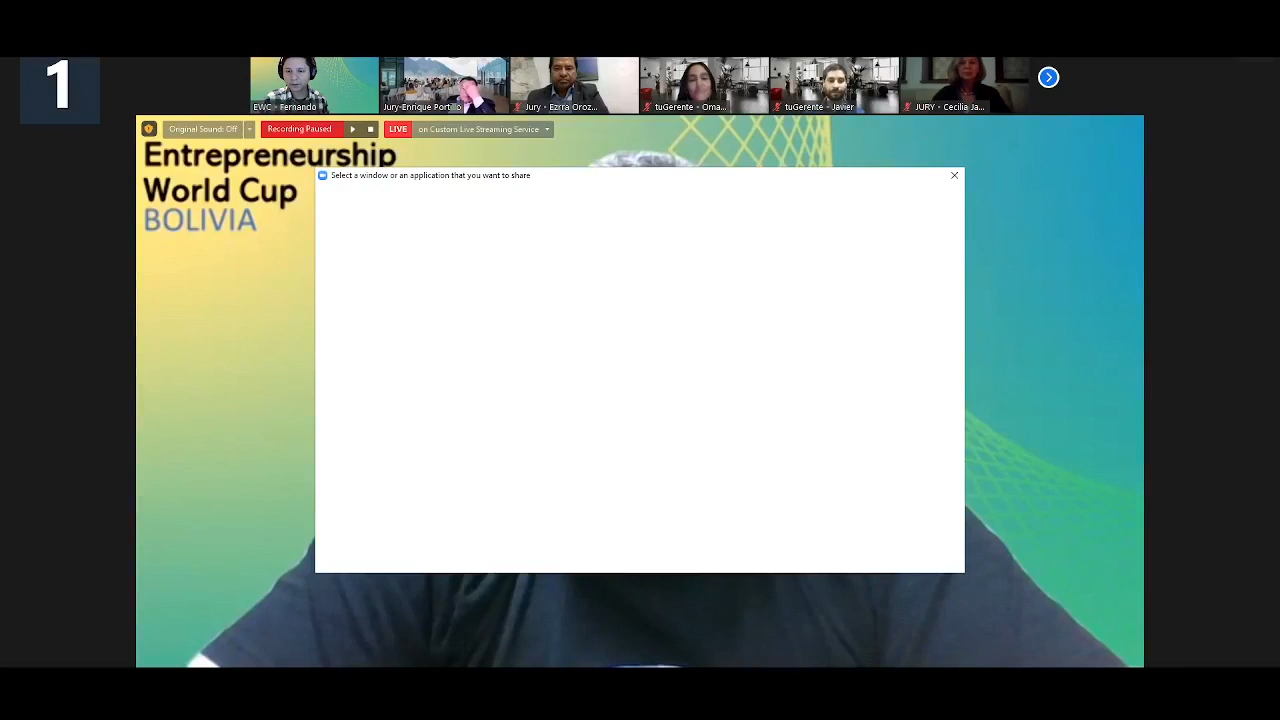 1
EWC - Fernando
Jury-Enrique Portillo
Jury - Ezrra Oroz...
tuGerente - Oma...
tuGerente - Javier
JURY - Cecilia Ja...
Original Sound: Off
Recording Paused
LIVE
on Custom Live Streaming Service
Entrepreneurship
World Cup
BOLIVIA
Select a window or an application that you want to share